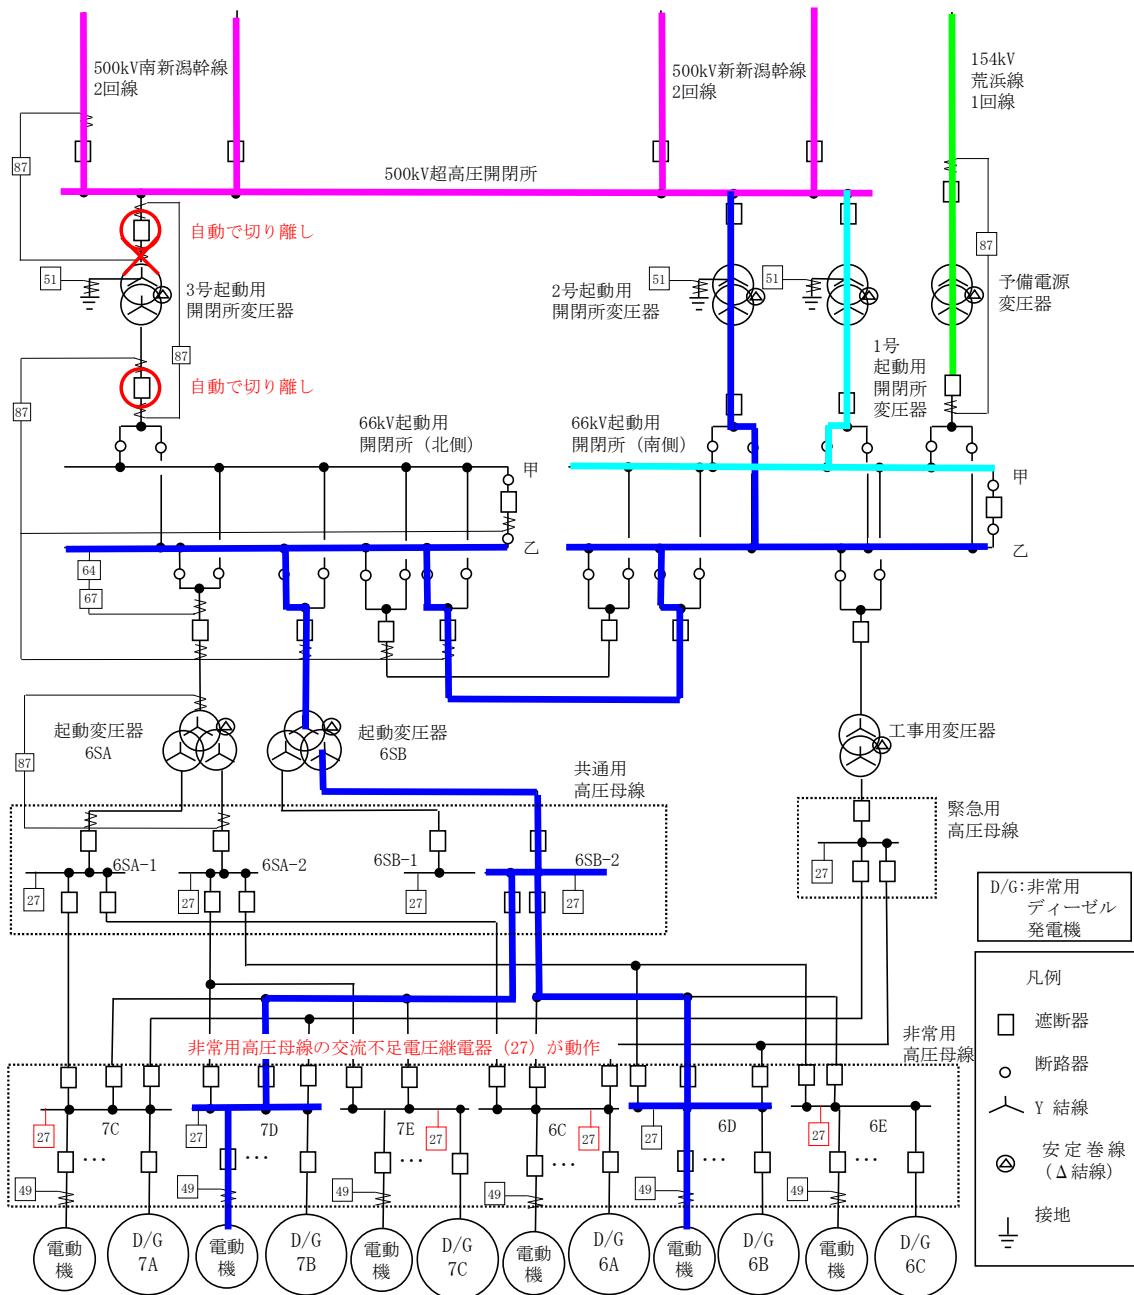 500kV南新潟幹線
2回線
500kV新新潟幹線
2回線
154kV
荒浜線
1回線
87
500kV超高圧開閉所
自動で切り離し
87
51
51
51
3号起動用
開閉所変圧器
2号起動用
開閉所変圧器
予備電源
変圧器
87
1号
起動用
開閉所
変圧器
自動で切り離し
87
66kV起動用
開閉所（北側）
66kV起動用
開閉所（南側）
甲
甲
乙
乙
64
67
起動変圧器
6SA
起動変圧器
6SB
工事用変圧器
87
共通用
高圧母線
緊急用
高圧母線
6SA-1
6SA-2
6SB-1
6SB-2
27
27
27
27
27
D/G:非常用
ディーゼル
発電機
凡例
遮断器
断路器
Y 結線
安定巻線
(Δ結線)
接地
非常用高圧母線の交流不足電圧継電器（27）が動作
非常用
高圧母線
7C
7D
7E
6C
6D
6E
27
27
27
27
27
27
･･･
･･･
･･･
･･･
･･･
･･･
49
49
49
49
49
49
電動
機
D/G
7A
電動
機
D/G
7B
電動
機
D/G
7C
電動
機
D/G
6A
電動
機
D/G
6B
電動
機
D/G
6C